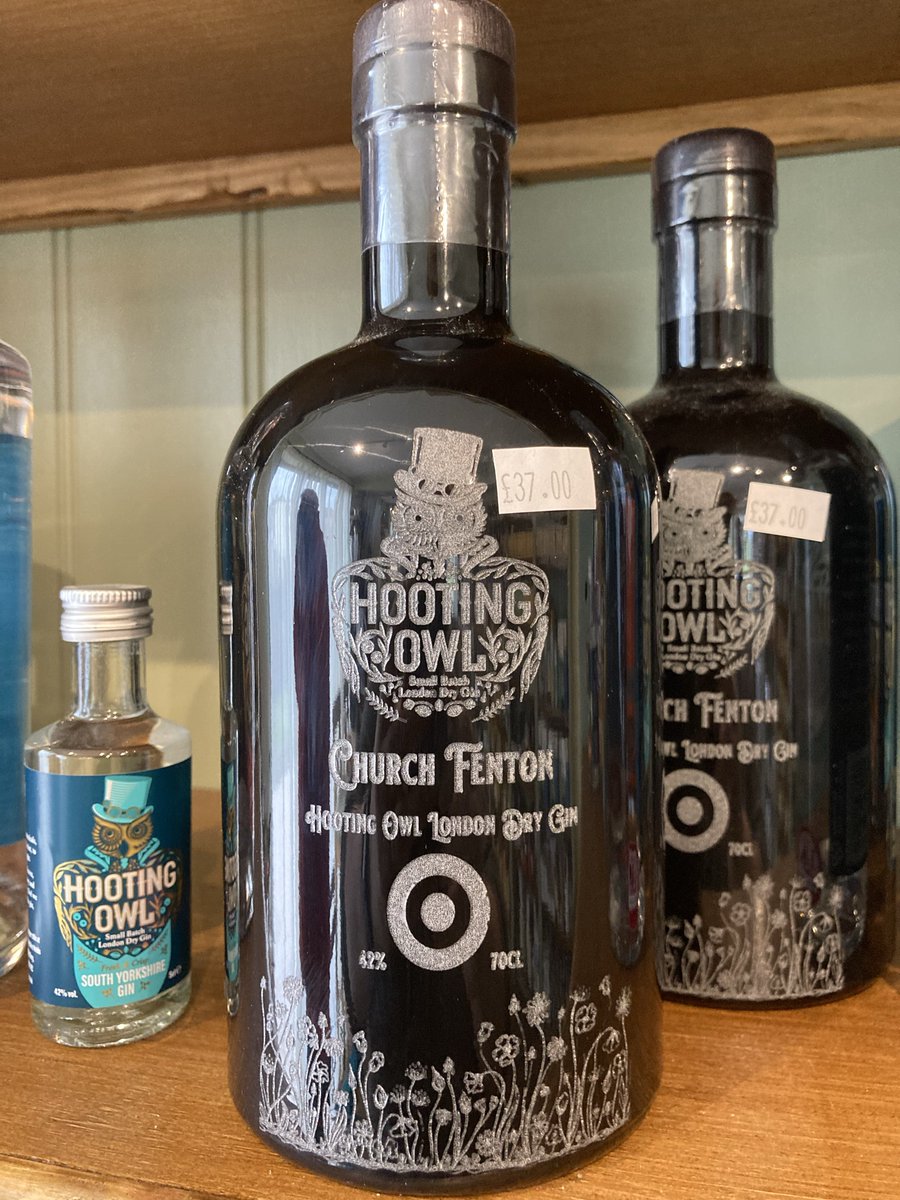 £37.00
HOOTING
OWL
Small Batch
London Dry Gin
CHURCH FENTON
HOOTING OWL LONDON DRY GIN
42% 70CL
£37.00
OOTING
OWL
CH FENTON
OWL LONDON DRY GIN
70CL
HOOTING
OWL
Small Batch
London Dry Gin
SOUTH YORKSHIRE
GIN
42% vol. 5cl